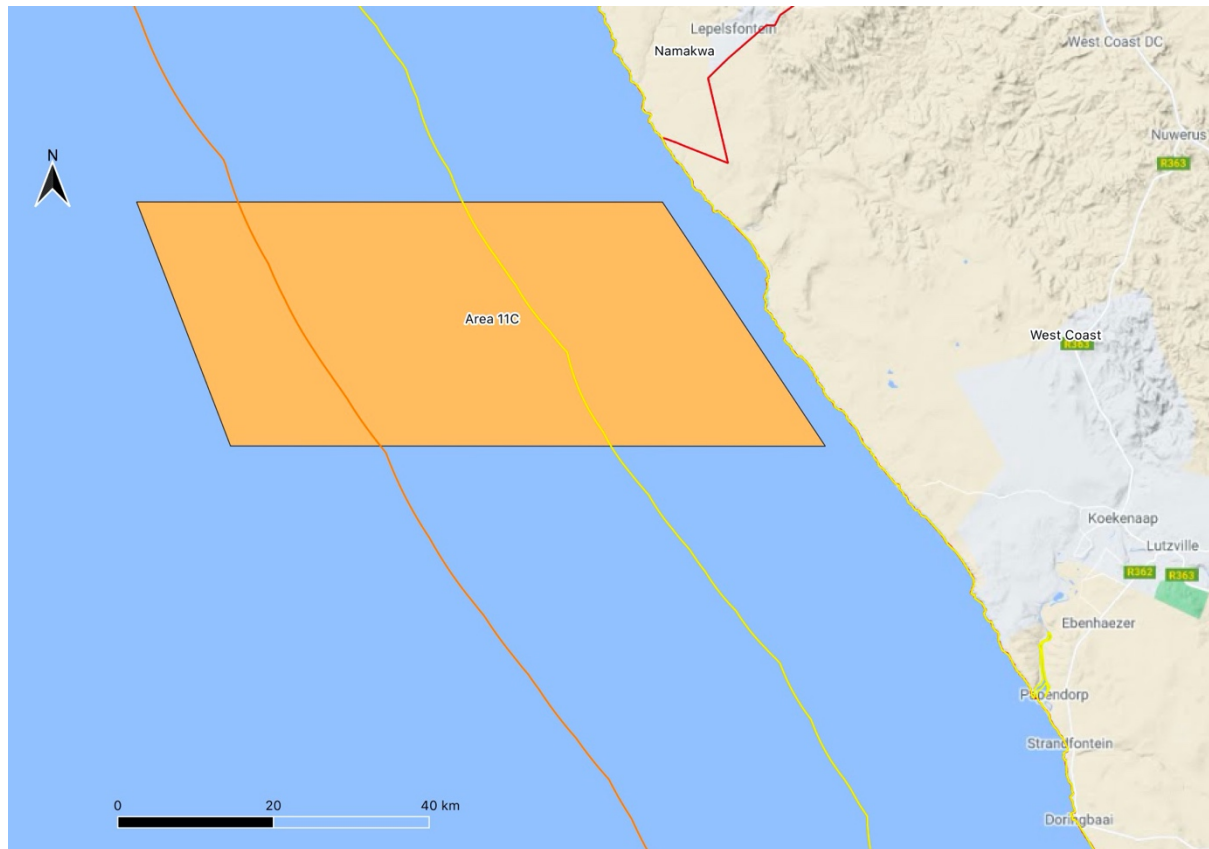 Lepelsfontein
Namakwa
West Coast DC
Nuwerus
R363
N
Area 11C
West Coast
R363
Koekenaap
Lutzville
R362
R363
Ebenhaezer
Papendorp
Strandfontein
Doringbaai
0
20
40 km